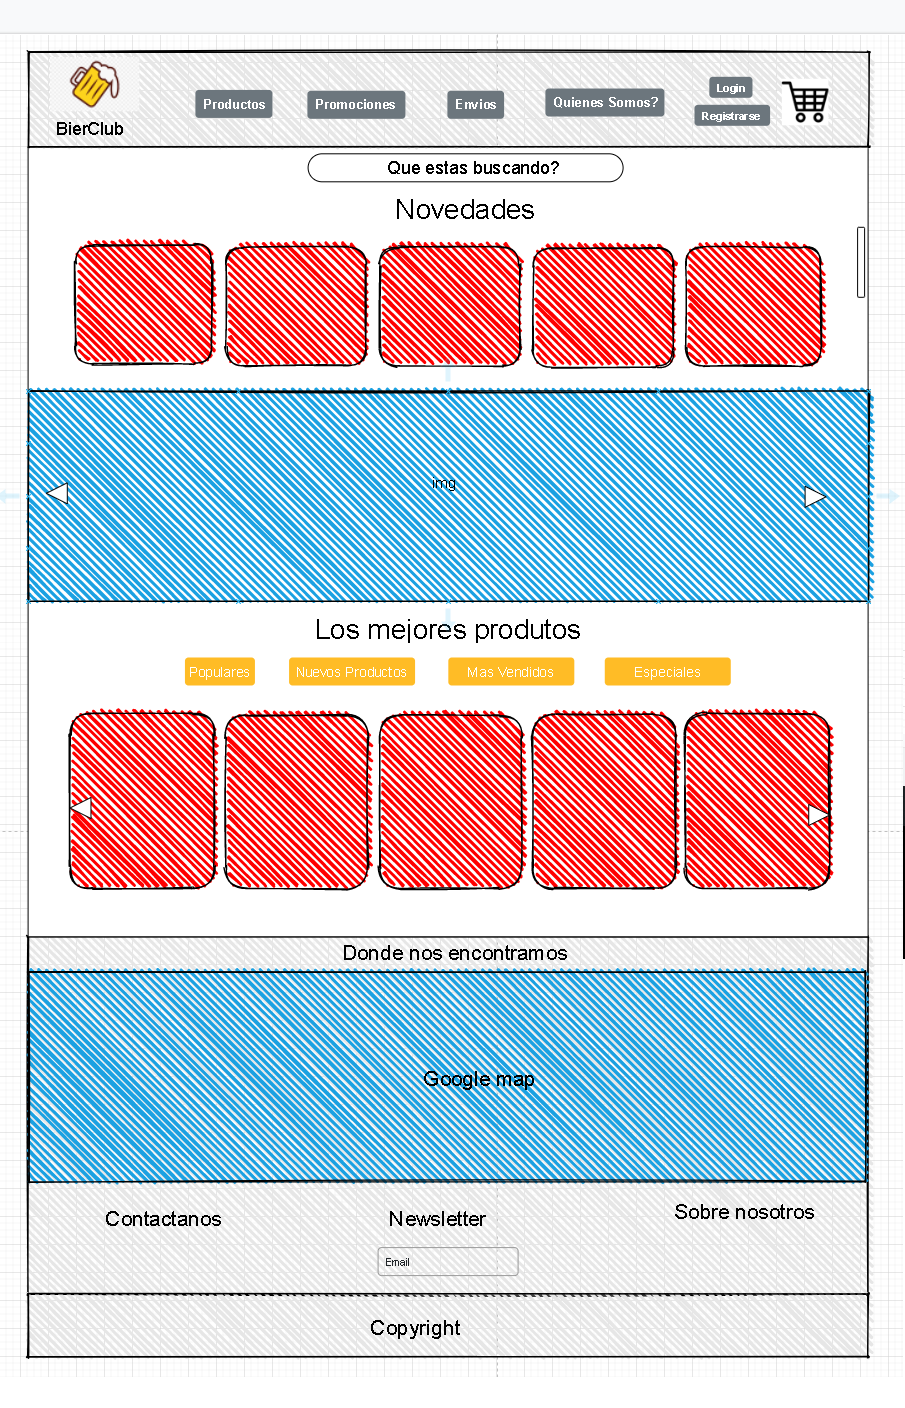 BierClub
Productos
Promociones
Envios
Quienes Somos?
Login
Registrarse
Que estas buscando?
Novedades
img
Los mejores produtos
Populares
Nuevos Productos
Mas Vendidos
Especiales
Donde nos encontramos
Google map
Contactanos
Newsletter
Sobre nosotros
Email
Copyright